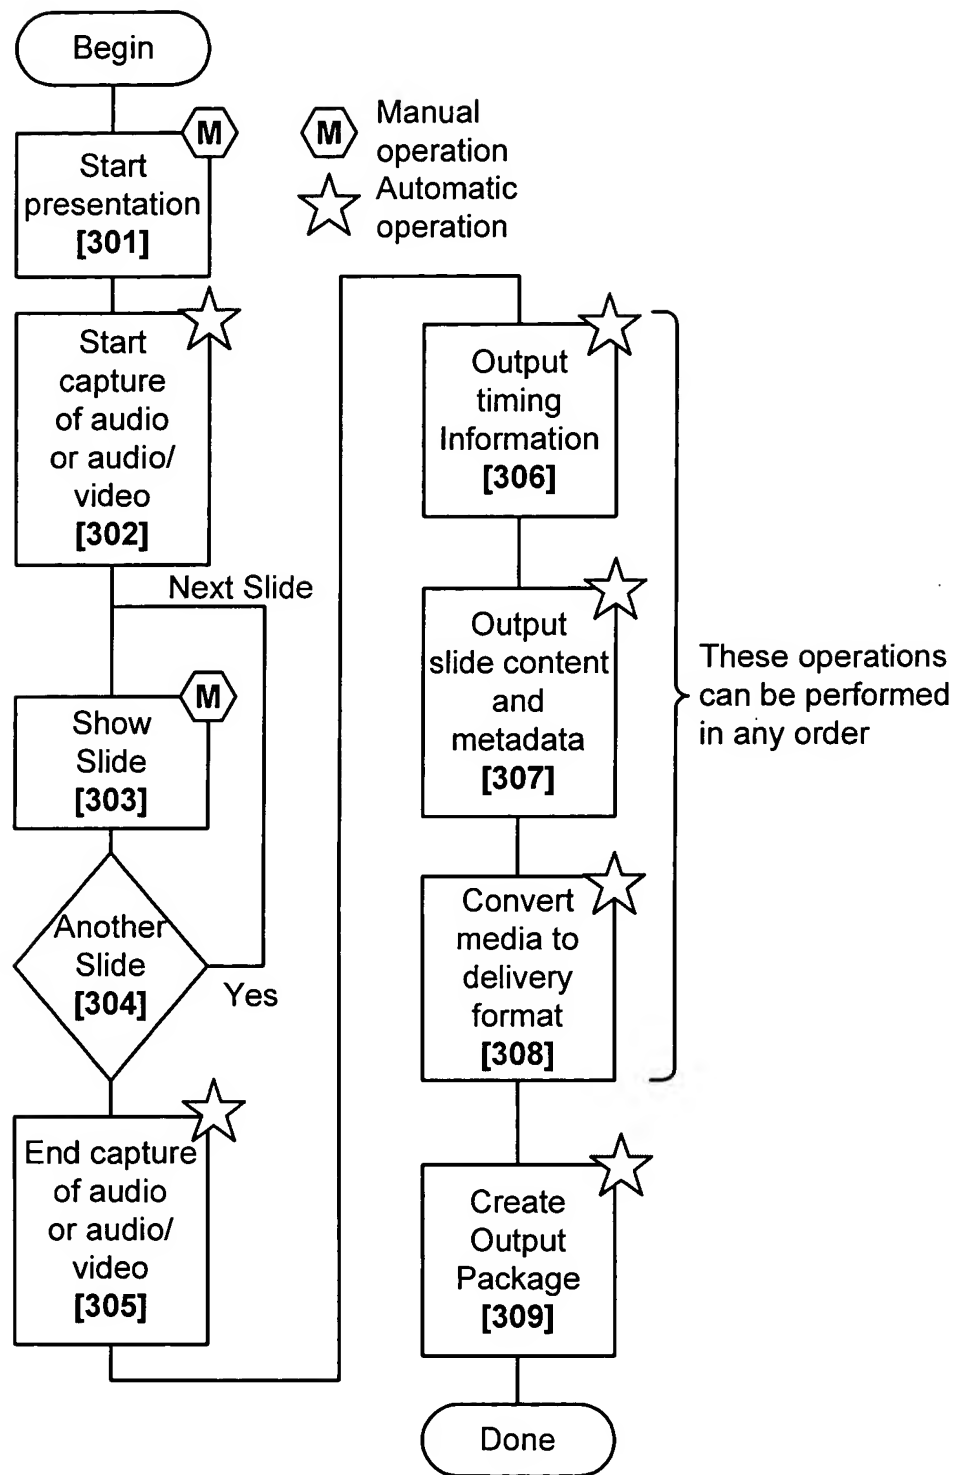 Begin
M
Start
presentation
[301]
M
Manual
operation
Automatic
operation
Start
capture
of audio
or audio/
video
[302]
Next Slide
M
Show
Slide
[303]
Another
Slide
[304]
Yes
End capture
of audio
or audio/
video
[305]
Output
timing
Information
[306]
Output
slide content
and
metadata
[307]
Convert
media to
delivery
format
[308]
These operations
can be performed
in any order
Create
Output
Package
[309]
Done